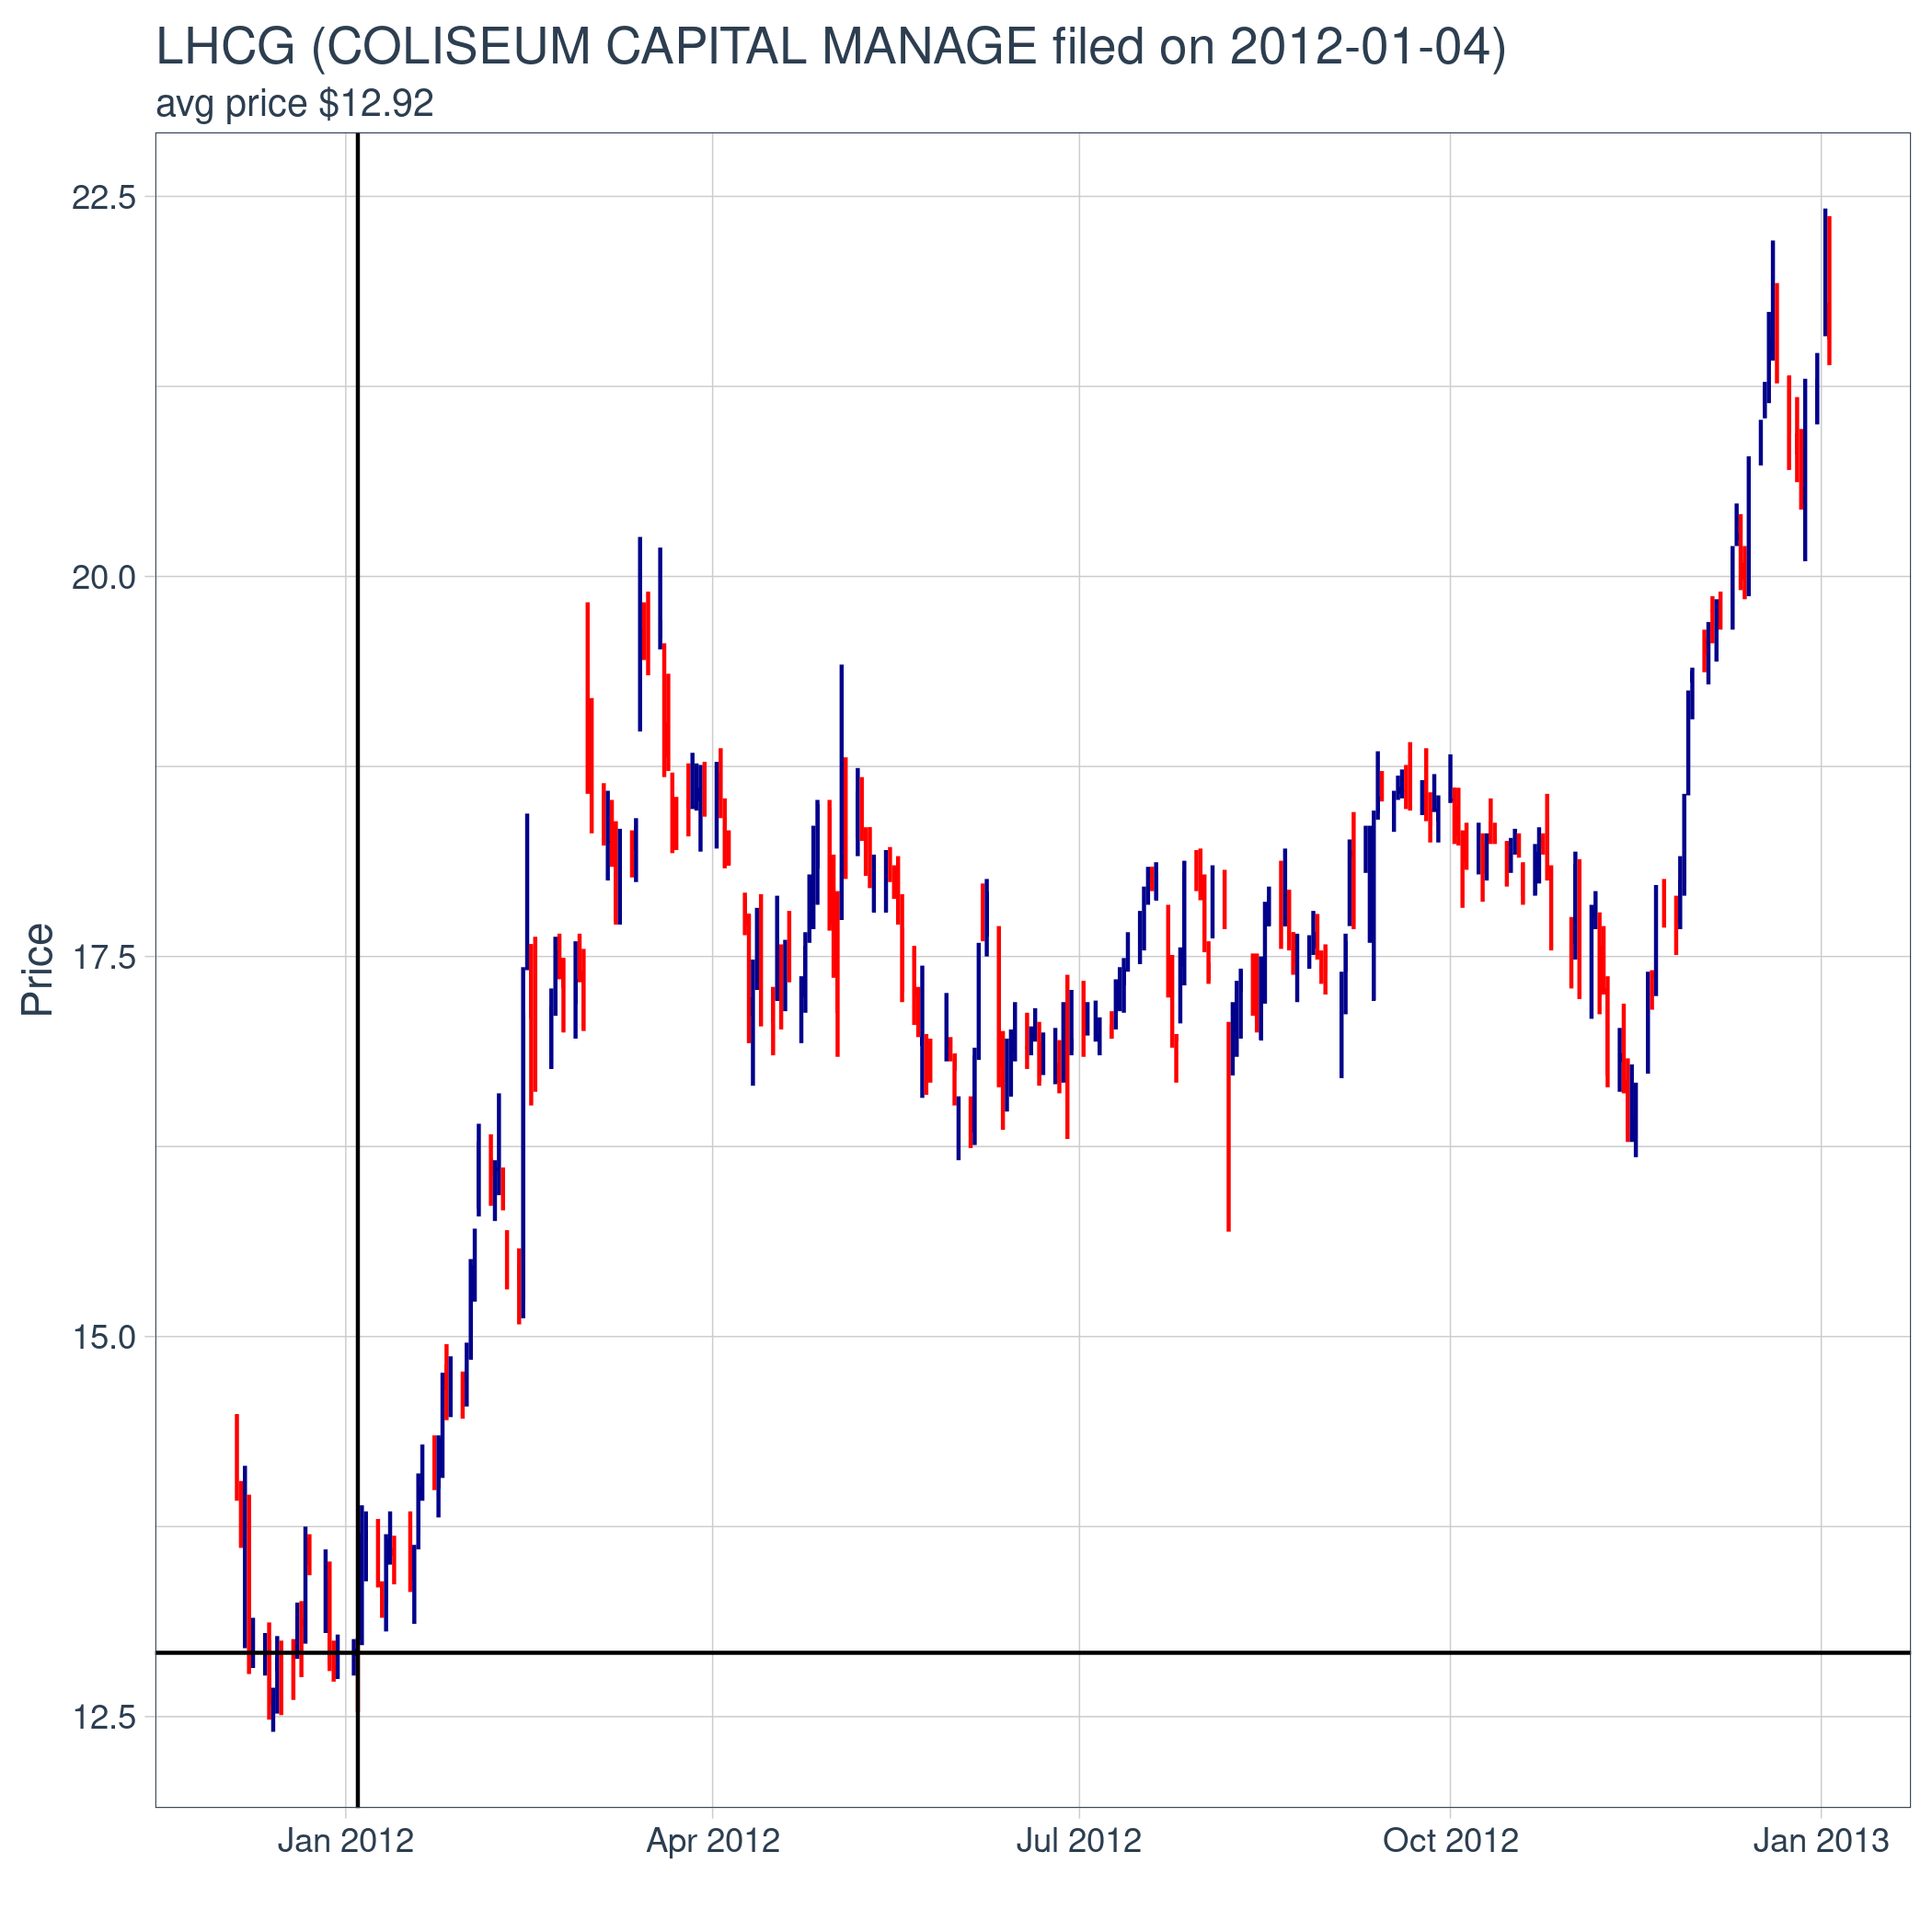 LHCG (COLISEUM CAPITAL MANAGE filed on 2012-01-04)
avg price $12.92
22.5
20.0
17.5
15.0
12.5
Price
Jan 2012
Apr 2012
Jul 2012
Oct 2012
Jan 2013